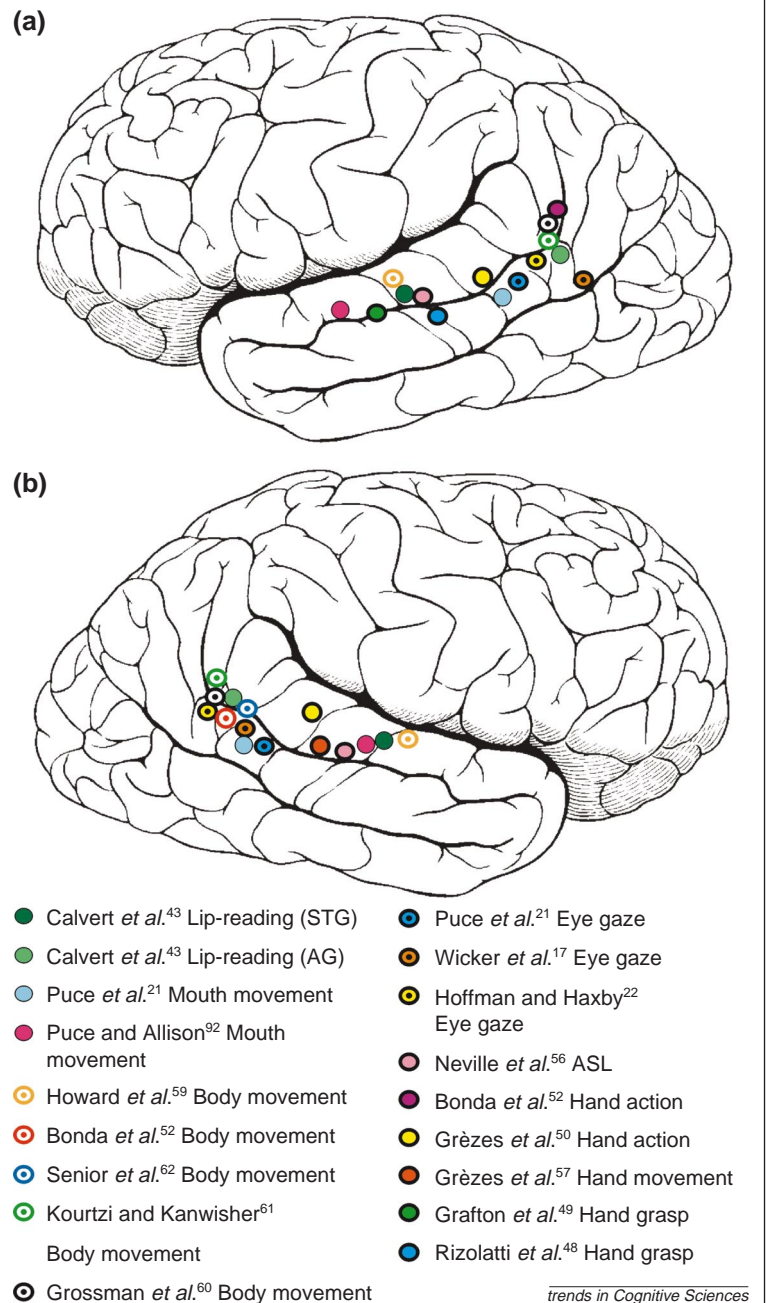 (a)
(b)
Calvert et al.43 Lip-reading (STG)
Calvert et al.43 Lip-reading (AG)
Puce et al.21 Mouth movement
Puce and Allison92 Mouth
movement
Howard et al.59 Body movement
Bonda et al.52 Body movement
Senior et al.62 Body movement
Kourtzi and Kanwisher61
Body movement
Grossman et al.60 Body movement
Puce et al.21 Eye gaze
Wicker et al.17 Eye gaze
Hoffman and Haxby22
Eye gaze
Neville et al.56 ASL
Bonda et al.52 Hand action
Grèzes et al.50 Hand action
Grèzes et al.57 Hand movement
Grafton et al.49 Hand grasp
Rizolatti et al.48 Hand grasp
trends in Cognitive Sciences